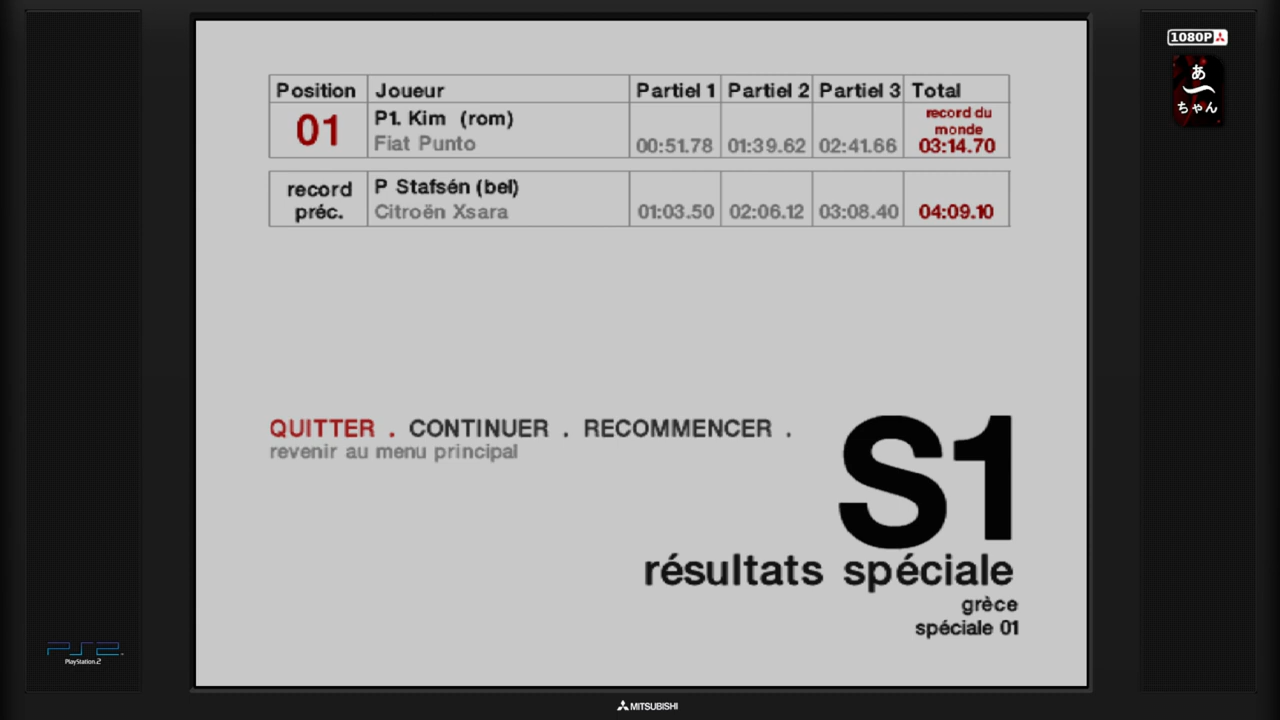 1080P
あ
ー
ちゃん
Position Joueur Partiel 1 Partiel 2 Partiel 3 Total
01 P1. Kim (rom) record du monde
Fiat Punto 00:51.78 01:39.62 02:41.66 03:14.70
record préc. P Stafsén (bel)
Citroën Xsara 01:03.50 02:06.12 03:08.40 04:09.10
QUITTER . CONTINUER . RECOMMENCER .
revenir au menu principal
S1
résultats spéciale
grèce
spéciale 01
PS2
PlayStation.2
MITSUBISHI